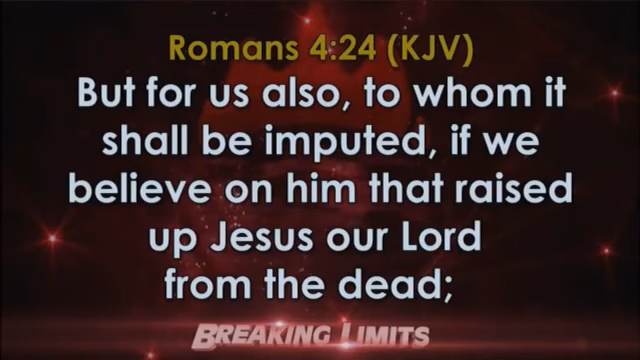 Romans 4:24 (KJV)
But for us also, to whom it
shall be imputed, if we
believe on him that raised
up Jesus our Lord
from the dead;
BREAKING LIMITS